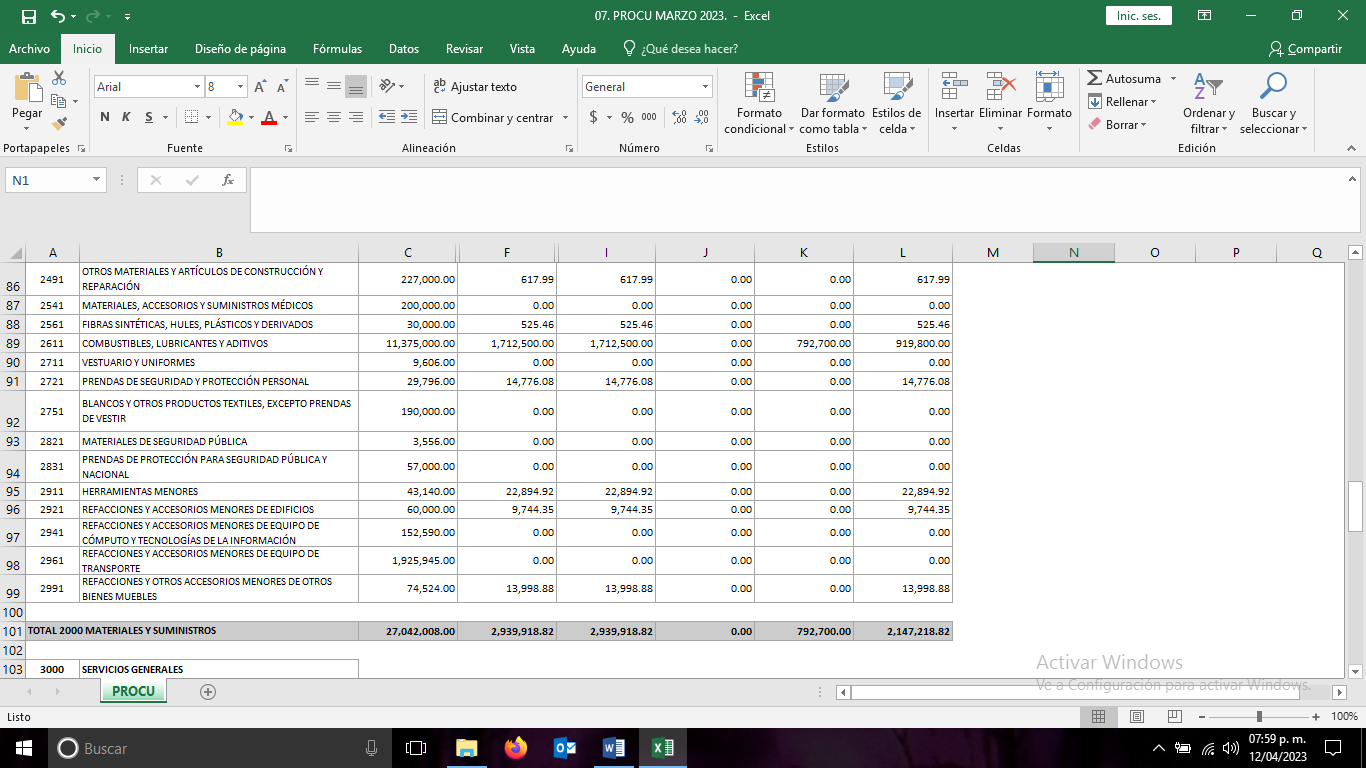 07. PROCU MARZO 2023. - Excel
Inic. ses.
Archivo Inicio Insertar Diseño de página Fórmulas Datos Revisar Vista Ayuda ¿Qué desea hacer? Compartir
Pegar
Arial 8
N K S
Ajustar texto
Combinar y centrar
General
$ % 000
Formato condicional
Dar formato como tabla
Estilos de celda
Insertar Eliminar Formato
Autosuma
Rellenar
Borrar
Ordenar y filtrar
Buscar y seleccionar
Portapapeles Fuente Alineación Número Estilos Celdas Edición
N1 fx
A B C F I J K L M N O P Q
86 2491 OTROS MATERIALES Y ARTÍCULOS DE CONSTRUCCIÓN Y REPARACIÓN 227,000.00 617.99 617.99 0.00 0.00 617.99
87 2541 MATERIALES, ACCESORIOS Y SUMINISTROS MÉDICOS 200,000.00 0.00 0.00 0.00 0.00 0.00
88 2561 FIBRAS SINTÉTICAS, HULES, PLÁSTICOS Y DERIVADOS 30,000.00 525.46 525.46 0.00 0.00 525.46
89 2611 COMBUSTIBLES, LUBRICANTES Y ADITIVOS 11,375,000.00 1,712,500.00 1,712,500.00 0.00 792,700.00 919,800.00
90 2711 VESTUARIO Y UNIFORMES 9,606.00 0.00 0.00 0.00 0.00 0.00
91 2721 PRENDAS DE SEGURIDAD Y PROTECCIÓN PERSONAL 29,796.00 14,776.08 14,776.08 0.00 0.00 14,776.08
92 2751 BLANCOS Y OTROS PRODUCTOS TEXTILES, EXCEPTO PRENDAS DE VESTIR 190,000.00 0.00 0.00 0.00 0.00 0.00
93 2821 MATERIALES DE SEGURIDAD PÚBLICA 3,556.00 0.00 0.00 0.00 0.00 0.00
94 2831 PRENDAS DE PROTECCIÓN PARA SEGURIDAD PÚBLICA Y NACIONAL 57,000.00 0.00 0.00 0.00 0.00 0.00
95 2911 HERRAMIENTAS MENORES 43,140.00 22,894.92 22,894.92 0.00 0.00 22,894.92
96 2921 REFACCIONES Y ACCESORIOS MENORES DE EDIFICIOS 60,000.00 9,744.35 9,744.35 0.00 0.00 9,744.35
97 2941 REFACCIONES Y ACCESORIOS MENORES DE EQUIPO DE CÓMPUTO Y TECNOLOGÍAS DE LA INFORMACIÓN 152,590.00 0.00 0.00 0.00 0.00 0.00
98 2961 REFACCIONES Y ACCESORIOS MENORES DE EQUIPO DE TRANSPORTE 1,925,945.00 0.00 0.00 0.00 0.00 0.00
99 2991 REFACCIONES Y OTROS ACCESORIOS MENORES DE OTROS BIENES MUEBLES 74,524.00 13,998.88 13,998.88 0.00 0.00 13,998.88
100
101 TOTAL 2000 MATERIALES Y SUMINISTROS 27,042,008.00 2,939,918.82 2,939,918.82 0.00 792,700.00 2,147,218.82
102
103 3000 SERVICIOS GENERALES
Activar Windows
Ve a Configuración para activar Windows.
PROCU
Listo 100%
Buscar
07:59 p. m.
12/04/2023